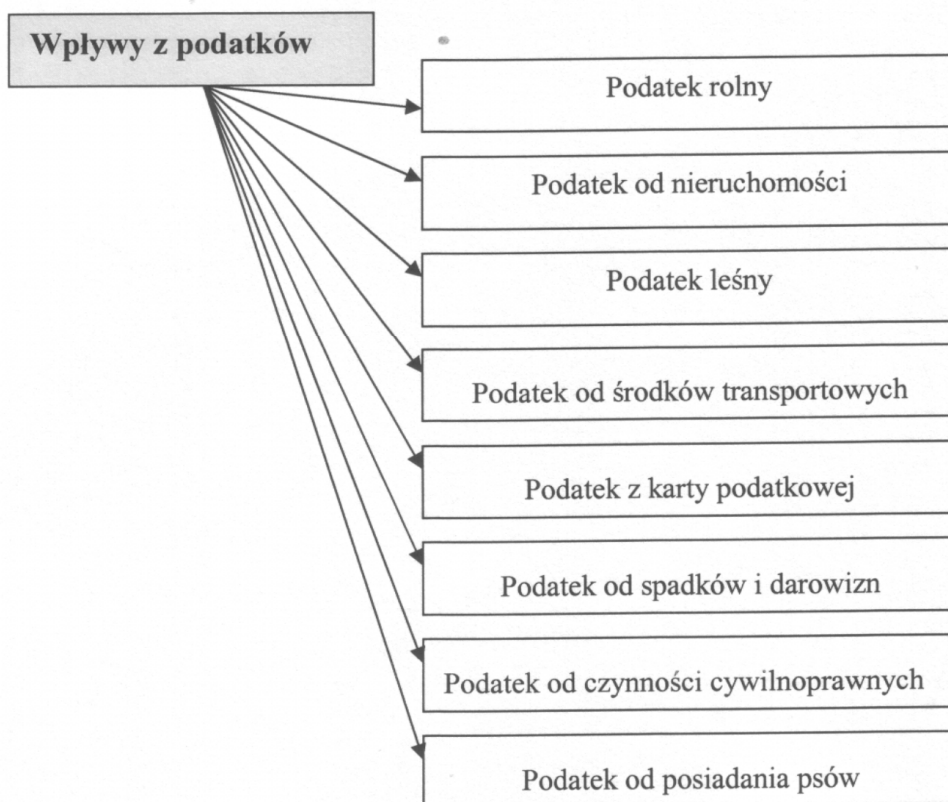 Wpływy z podatków
Podatek rolny
Podatek od nieruchomości
Podatek leśny
Podatek od środków transportowych
Podatek z karty podatkowej
Podatek od spadków i darowizn
Podatek od czynności cywilnoprawnych
Podatek od posiadania psów